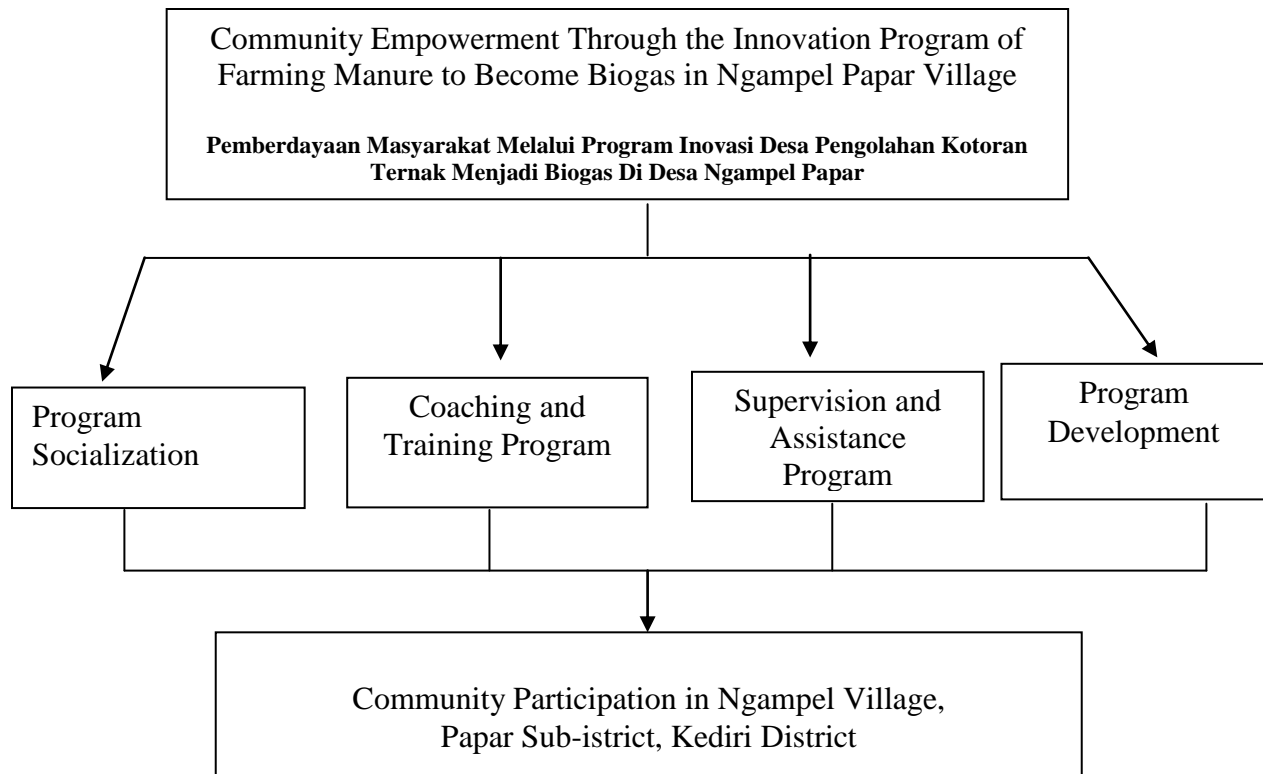 Community Empowerment Through the Innovation Program of
Farming Manure to Become Biogas in Ngampel Papar Village
Pemberdayaan Masyarakat Melalui Program Inovasi Desa Pengolahan Kotoran
Ternak Menjadi Biogas Di Desa Ngampel Papar
Program
Socialization
Coaching and
Training Program
Supervision and
Assistance
Program
Program
Development
Community Participation in Ngampel Village,
Papar Sub-istrict, Kediri District